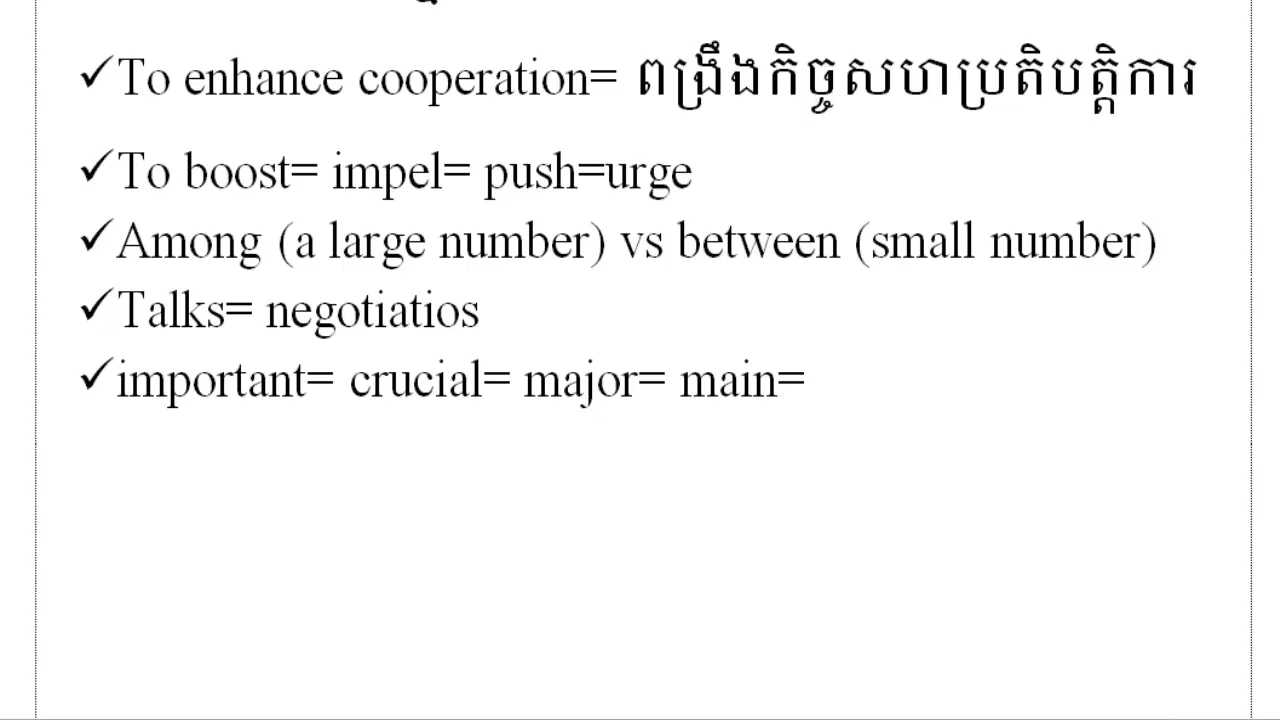 ✓To enhance cooperation= ពង្រឹងកិច្ចសហប្រតិបត្តិការ
✓To boost= impel= push=urge
✓Among (a large number) vs between (small number)
✓Talks= negotiatios
✓important= crucial= major= main=